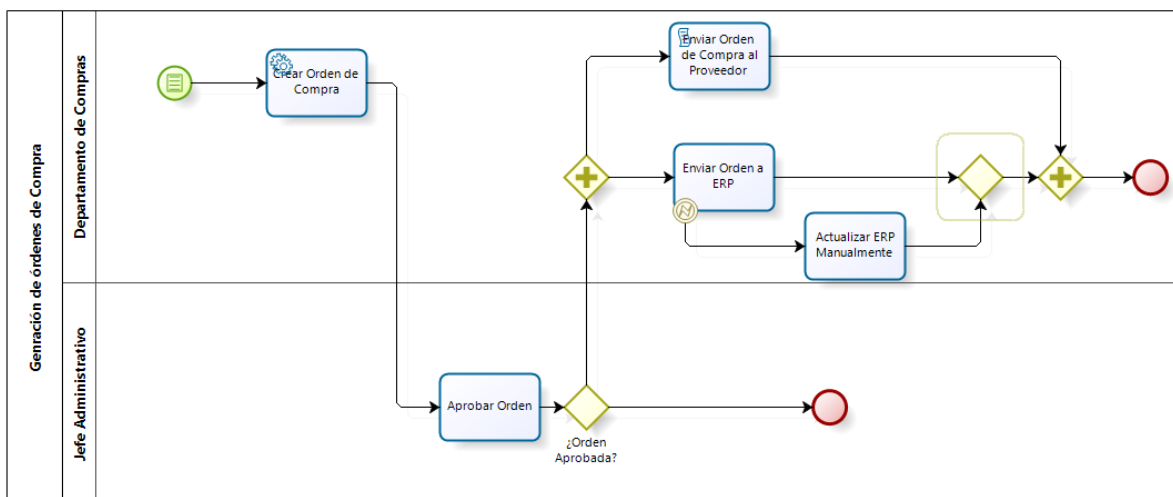 Genración de órdenes de Compra
Departamento de Compras
Crear Orden de
Compra
Enviar Orden
de Compra al
Proveedor
Enviar Orden a
ERP
Actualizar ERP
Manualmente
Jefe Administrativo
Aprobar Orden
¿Orden
Aprobada?